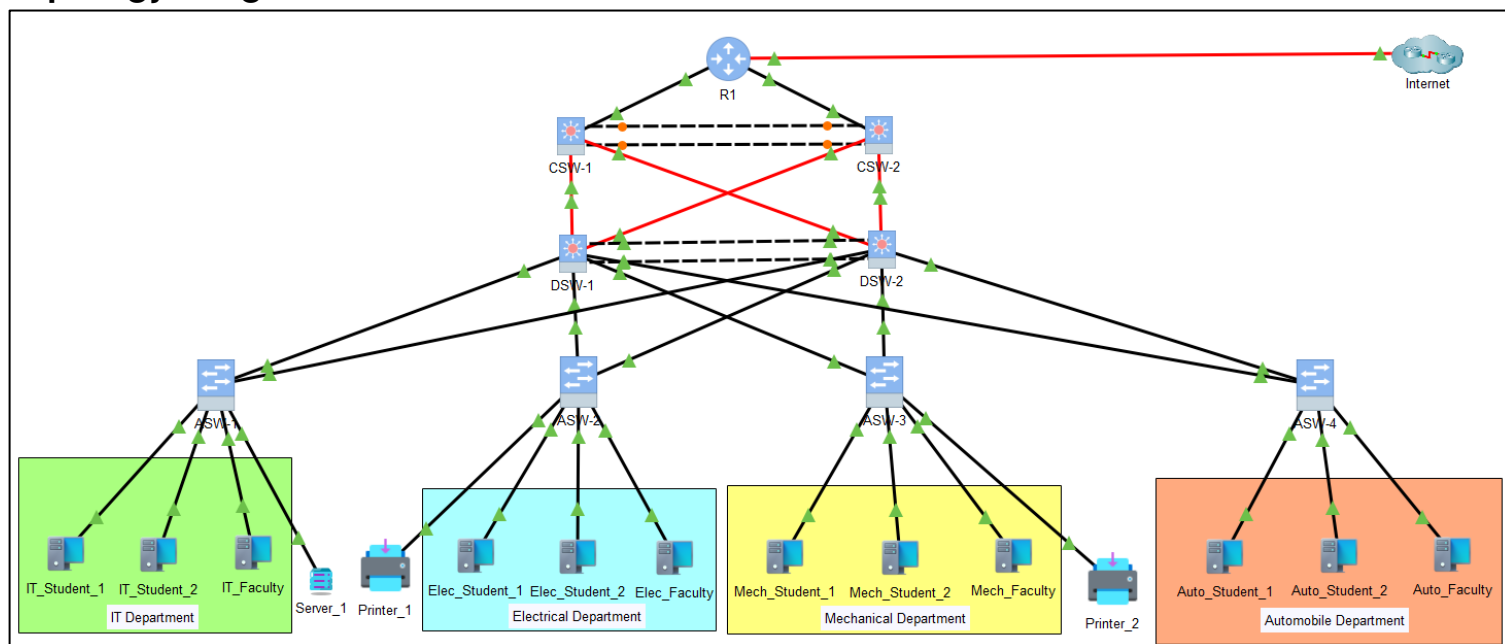 R1
Internet
CSW-1
CSW-2
DSW-1
DSW-2
ASW-1
ASW-2
ASW-3
ASW-4
IT_Student_1
IT_Student_2
IT_Faculty
Server_1
IT Department
Printer_1
Elec_Student_1
Elec_Student_2
Elec_Faculty
Electrical Department
Mech_Student_1
Mech_Student_2
Mech_Faculty
Mechanical Department
Printer_2
Auto_Student_1
Auto_Student_2
Auto_Faculty
Automobile Department